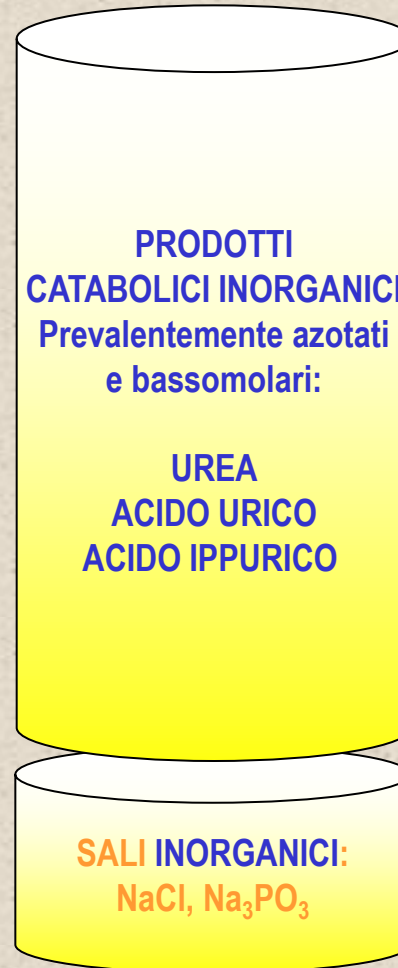 PRODOTTI
CATABOLICI INORGANICI
Prevalentemente azotati
e bassomolari:
UREA
ACIDO URICO
ACIDO IPPURICO
SALI INORGANICI:
NaCl, Na₃PO₃